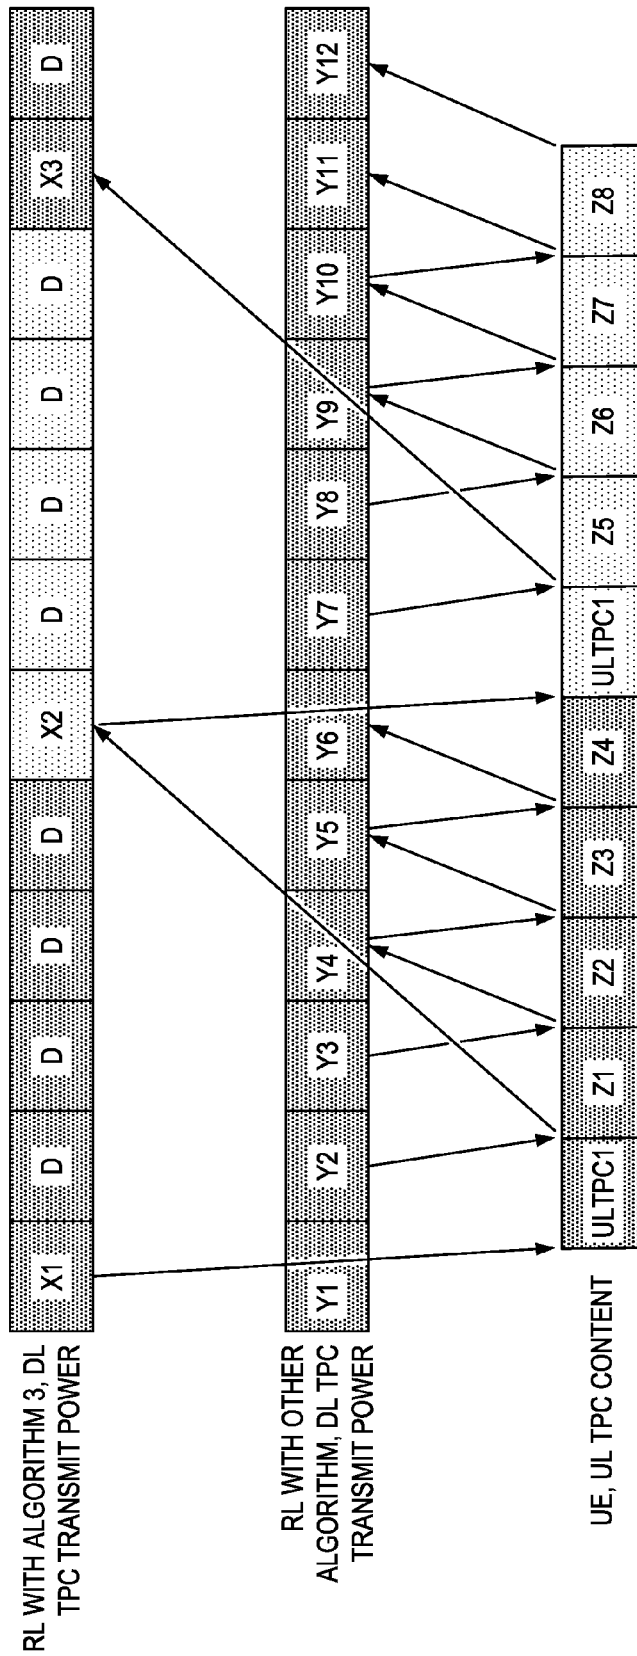 RL WITH ALGORITHM 3, DL
TPC TRANSMIT POWER
X1 D D D D X2 D D D D X3 D
RL WITH OTHER
ALGORITHM, DL TPC
TRANSMIT POWER
Y1 Y2 Y3 Y4 Y5 Y6 Y7 Y8 Y9 Y10 Y11 Y12
UE, UL TPC CONTENT
ULTPC1 Z1 Z2 Z3 Z4 ULTPC1 Z5 Z6 Z7 Z8